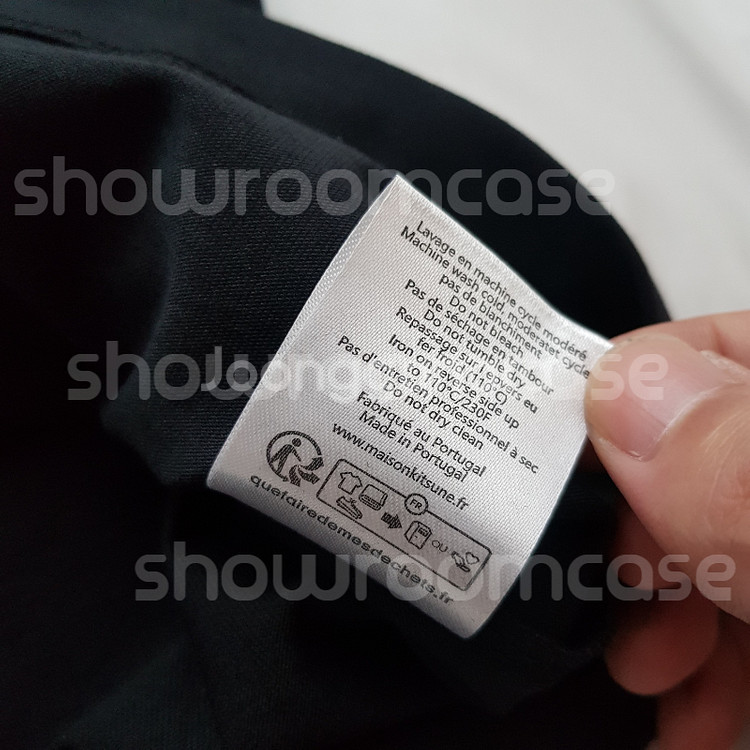 showroomcase
Lavage en machine cycle modéré
Machine wash cold, moderatet cycle
pas de blanchiment
Do not bleach
Pas de séchage en tambour
Do not tumble dry
Repassage sur l'envers eu
fer froid (110°C)
Iron on reverse side up
to 110°C/230F
Pas d'entretien professionnel à sec
Do not dry clean
Fabriqué au Portugal
Made in Portugal
www.maisonkitsune.fr
FR
OU
quefairedemesdechets.fr
showroomcase